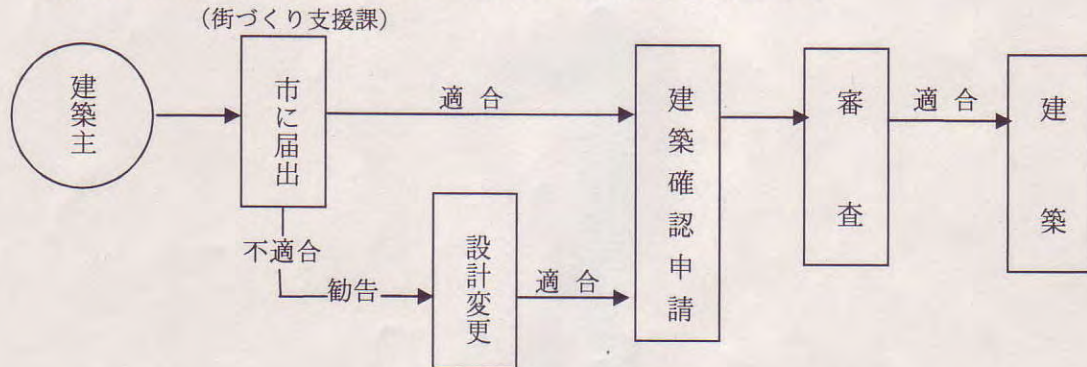 (街づくり支援課)
建築主
市に届出
適合
建築確認申請
審査
適合
建築
不適合
勧告
設計変更
適合